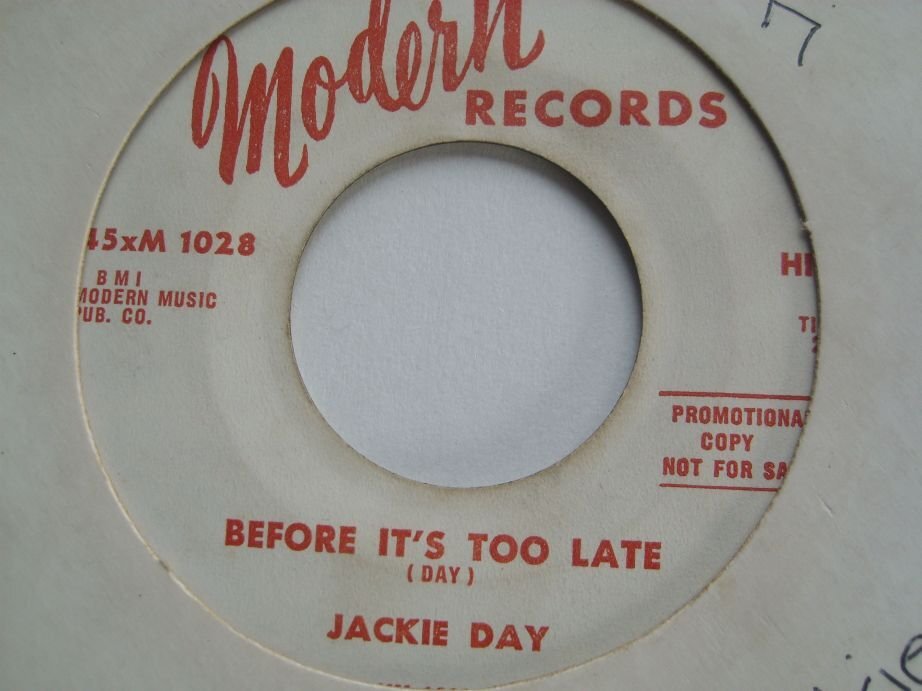 7
Modern
RECORDS
45xM 1028
BMI
MODERN MUSIC
PUB. CO.
PROMOTIONA
COPY
NOT FOR SA
BEFORE IT'S TOO LATE
(DAY)
JACKIE DAY